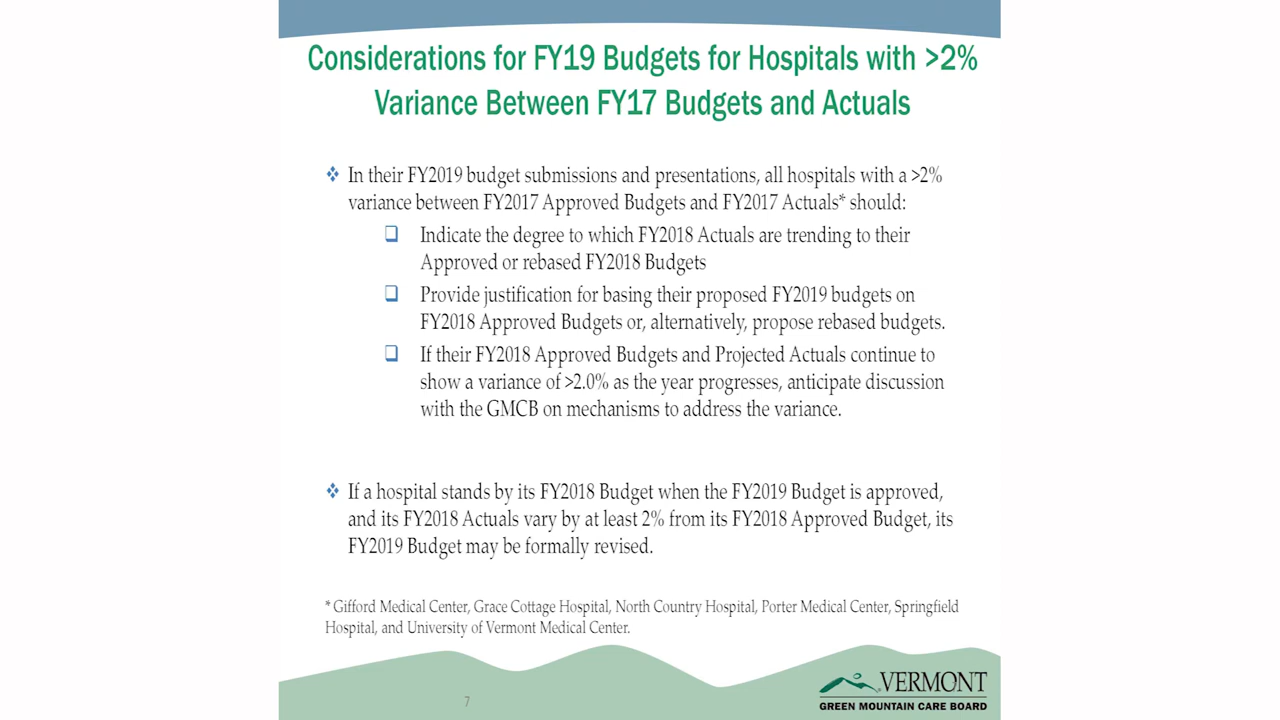 Considerations for FY19 Budgets for Hospitals with >2%
Variance Between FY17 Budgets and Actuals
❖ In their FY2019 budget submissions and presentations, all hospitals with a >2%
variance between FY2017 Approved Budgets and FY2017 Actuals* should:
❑ Indicate the degree to which FY2018 Actuals are trending to their
Approved or rebased FY2018 Budgets
❑ Provide justification for basing their proposed FY2019 budgets on
FY2018 Approved Budgets or, alternatively, propose rebased budgets.
❑ If their FY2018 Approved Budgets and Projected Actuals continue to
show a variance of >2.0% as the year progresses, anticipate discussion
with the GMCB on mechanisms to address the variance.
❖ If a hospital stands by its FY2018 Budget when the FY2019 Budget is approved,
and its FY2018 Actuals vary by at least 2% from its FY2018 Approved Budget, its
FY2019 Budget may be formally revised.
* Gifford Medical Center, Grace Cottage Hospital, North Country Hospital, Porter Medical Center, Springfield
Hospital, and University of Vermont Medical Center.
7
VERMONT
GREEN MOUNTAIN CARE BOARD